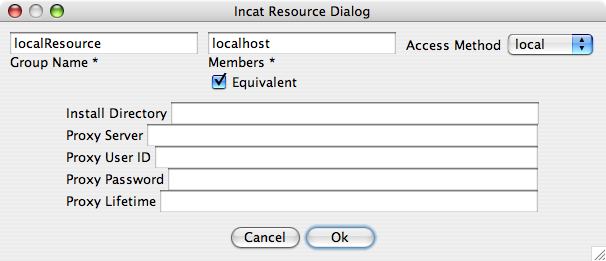 Incat Resource Dialog
localResource localhost Access Method local
Group Name * Members *
Equivalent
Install Directory
Proxy Server
Proxy User ID
Proxy Password
Proxy Lifetime
Cancel Ok